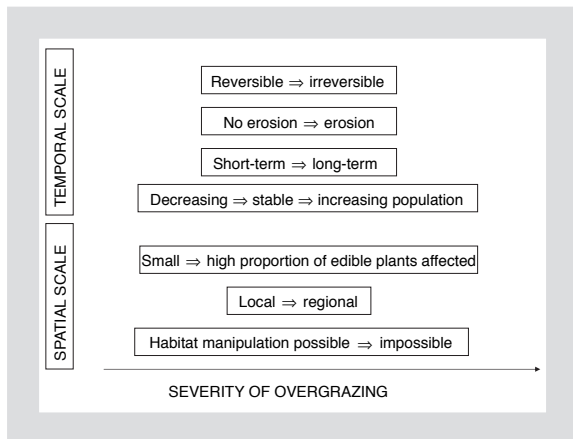 TEMPORAL SCALE
Reversible ⇒ irreversible
No erosion ⇒ erosion
Short-term ⇒ long-term
Decreasing ⇒ stable ⇒ increasing population
SPATIAL SCALE
Small ⇒ high proportion of edible plants affected
Local ⇒ regional
Habitat manipulation possible ⇒ impossible
SEVERITY OF OVERGRAZING